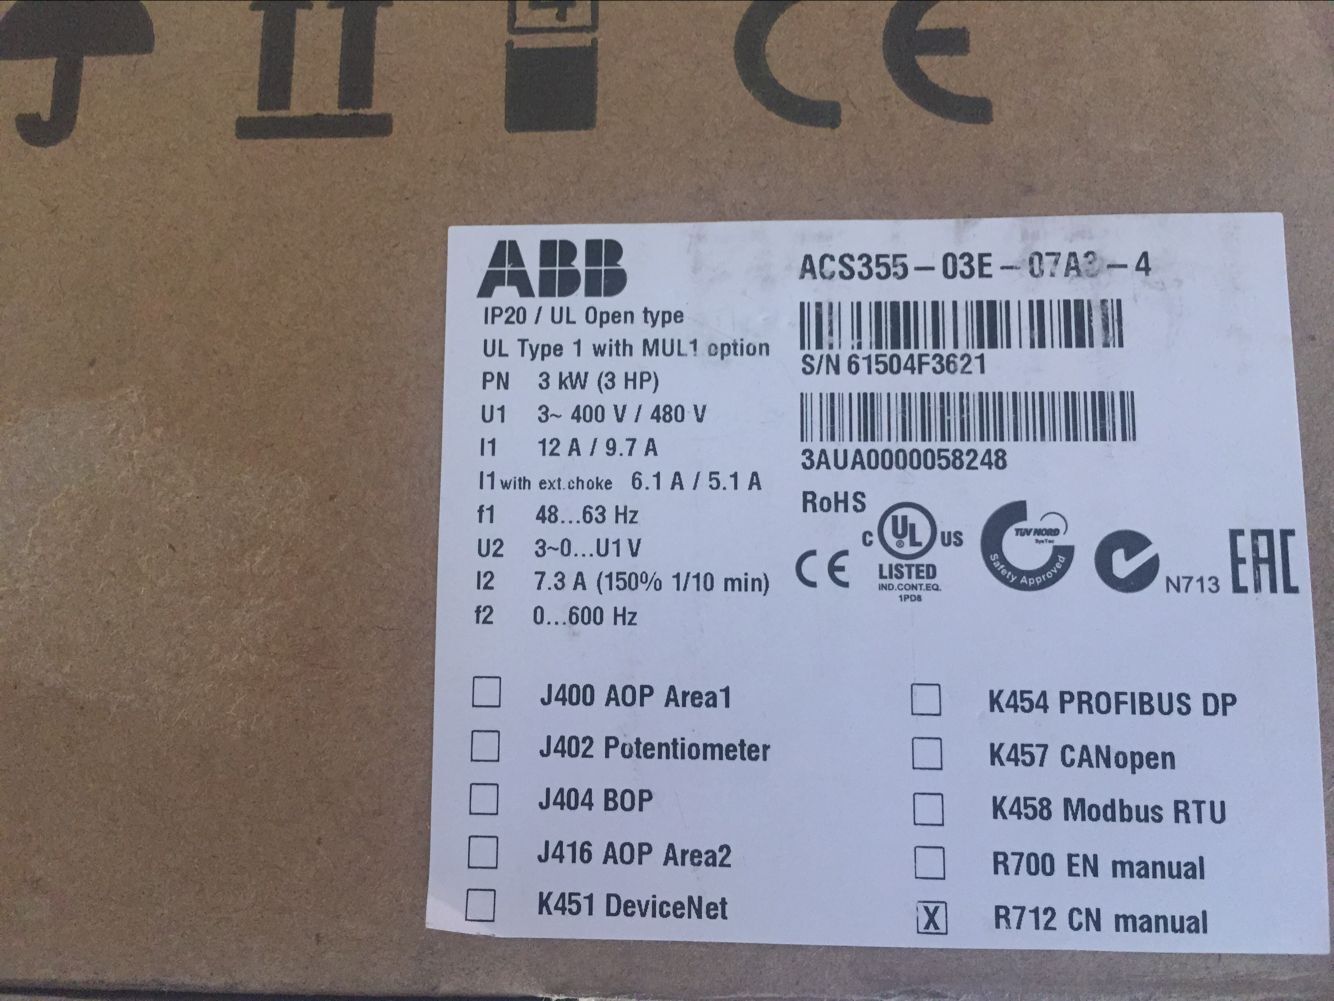 4
CE
ABB
IP20 / UL Open type
UL Type 1 with MUL1 option
PN 3 kW (3 HP)
U1 3~ 400 V / 480 V
I1 12 A / 9.7 A
I1 with ext.choke 6.1 A / 5.1 A
f1 48...63 Hz
U2 3~0...U1 V
I2 7.3 A (150% 1/10 min)
f2 0...600 Hz
ACS355-03E-07A3-4
S/N 61504F3621
3AUA0000058248
RoHS
CE
C UL US
LISTED
IND.CONT.EQ.
1PD8
TUV NORD
SysTec
Safety Approved
N713
EAC
J400 AOP Area1
J402 Potentiometer
J404 BOP
J416 AOP Area2
K451 DeviceNet
K454 PROFIBUS DP
K457 CANopen
K458 Modbus RTU
R700 EN manual
X R712 CN manual